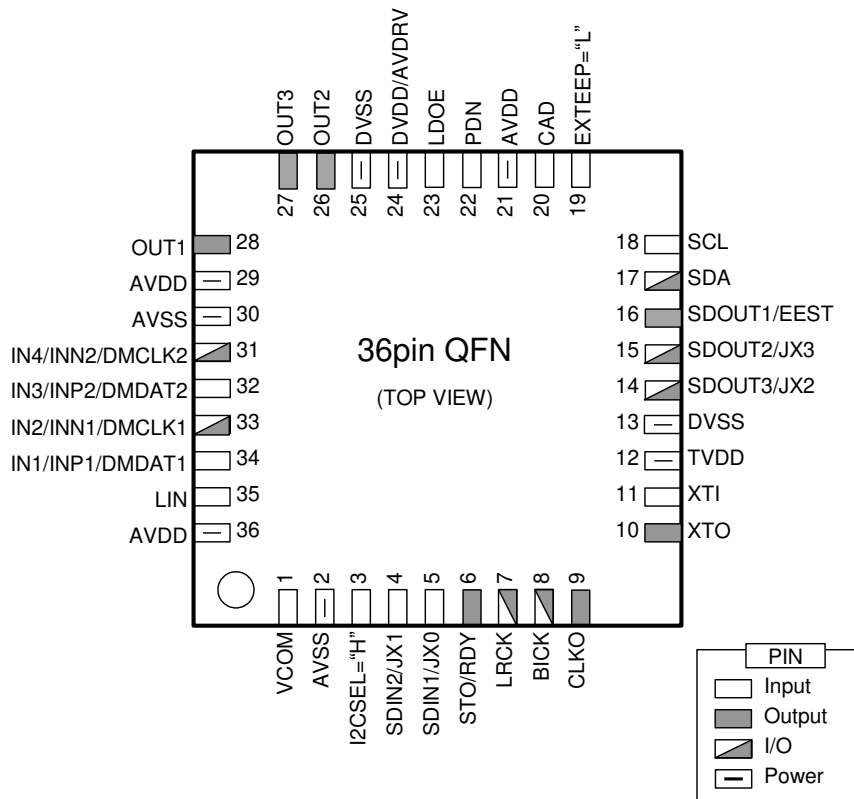 OUT3
OUT2
DVSS
DVDD/AVDRV
LDOE
PDN
AVDD
CAD
EXTEEP=“L”
27
26
25
24
23
22
21
20
19
OUT1 28
AVDD 29
AVSS 30
IN4/INN2/DMCLK2 31
IN3/INP2/DMDAT2 32
IN2/INN1/DMCLK1 33
IN1/INP1/DMDAT1 34
LIN 35
AVDD 36
36pin QFN
(TOP VIEW)
18 SCL
17 SDA
16 SDOUT1/EEST
15 SDOUT2/JX3
14 SDOUT3/JX2
13 DVSS
12 TVDD
11 XTI
10 XTO
1
2
3
4
5
6
7
8
9
VCOM
AVSS
I2CSEL=“H”
SDIN2/JX1
SDIN1/JX0
STO/RDY
LRCK
BICK
CLKO
PIN
Input
Output
I/O
Power